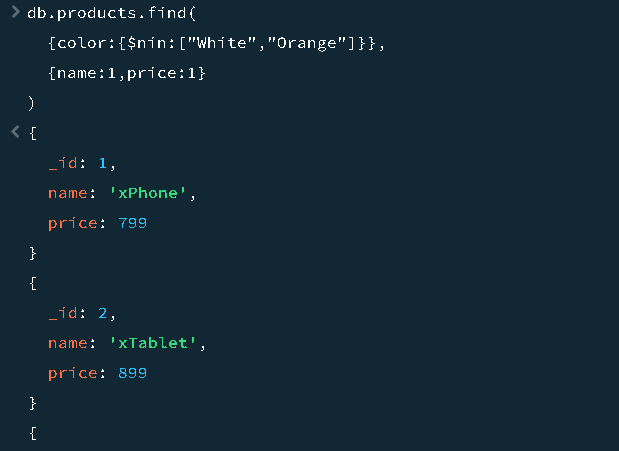 > db.products.find(
{color:{$nin:["White","Orange"]}},
{name:1,price:1}
)
< {
_id: 1,
name: 'xPhone',
price: 799
}
{
_id: 2,
name: 'xTablet',
price: 899
}
{